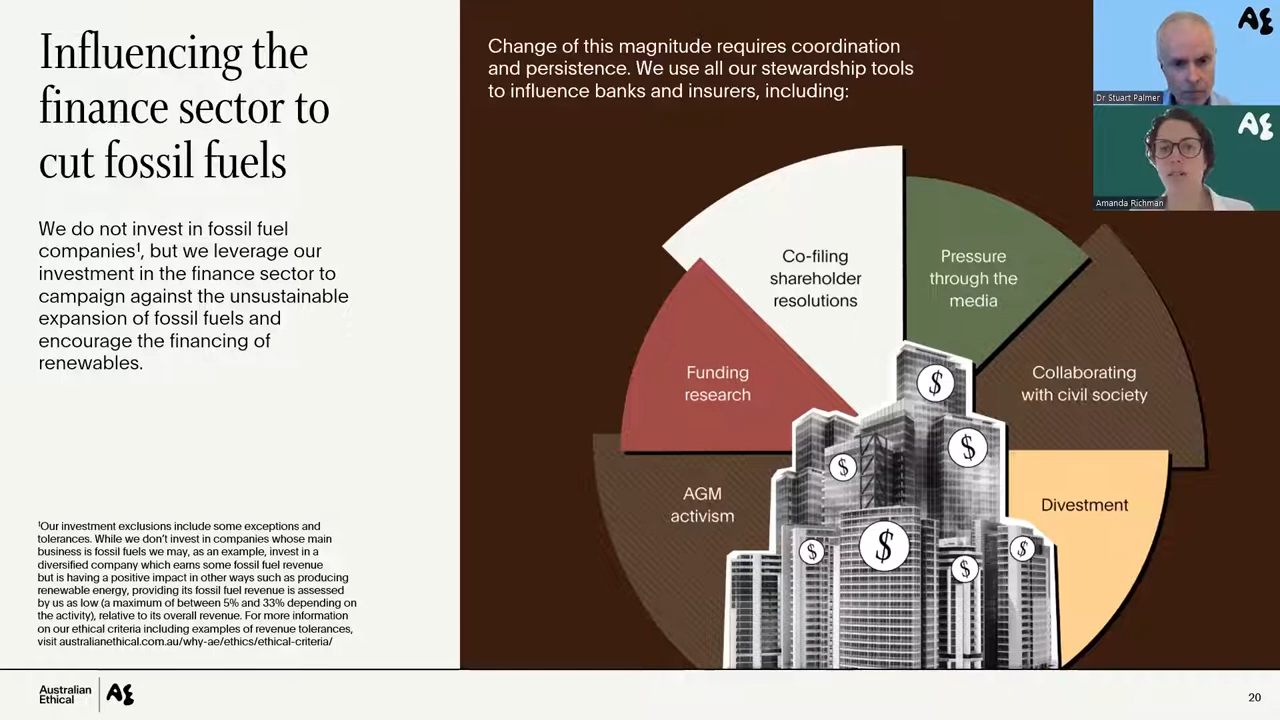 Influencing the
finance sector to
cut fossil fuels
We do not invest in fossil fuel
companies¹, but we leverage our
investment in the finance sector to
campaign against the unsustainable
expansion of fossil fuels and
encourage the financing of
renewables.
¹Our investment exclusions include some exceptions and
tolerances. While we don't invest in companies whose main
business is fossil fuels we may, as an example, invest in a
diversified company which earns some fossil fuel revenue
but is having a positive impact in other ways such as producing
renewable energy, providing its fossil fuel revenue is assessed
by us as low (a maximum of between 5% and 33% depending on
the activity), relative to its overall revenue. For more information
on our ethical criteria including examples of revenue tolerances,
visit australianethical.com.au/why-ae/ethics/ethical-criteria/
Change of this magnitude requires coordination
and persistence. We use all our stewardship tools
to influence banks and insurers, including:
AGM
activism
Funding
research
Co-filing
shareholder
resolutions
Pressure
through the
media
Collaborating
with civil society
Divestment
$
$
$
$
$
$
$
AE
Dr Stuart Palmer
AE
Amanda Richman
Australian
Ethical
AE
20